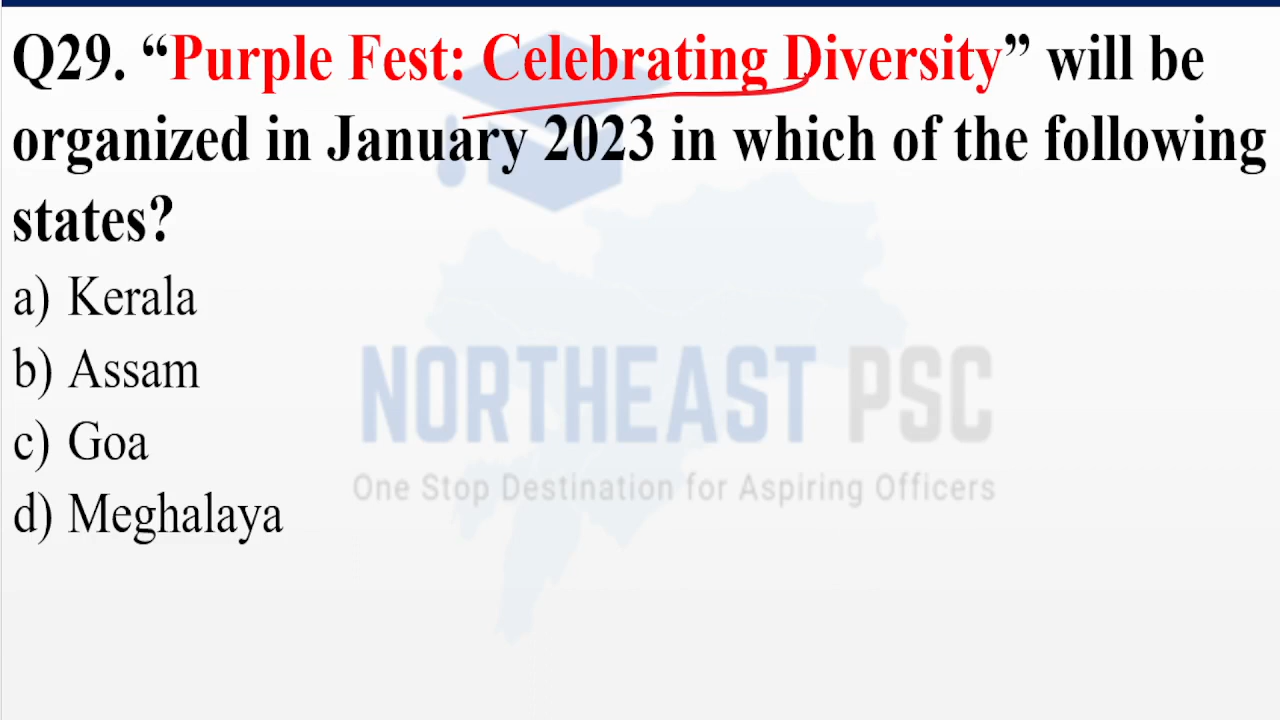 Q29. “Purple Fest: Celebrating Diversity” will be
organized in January 2023 in which of the following
states?
a) Kerala
b) Assam
c) Goa
d) Meghalaya
NORTHEAST PSC
One Stop Destination for Aspiring Officers